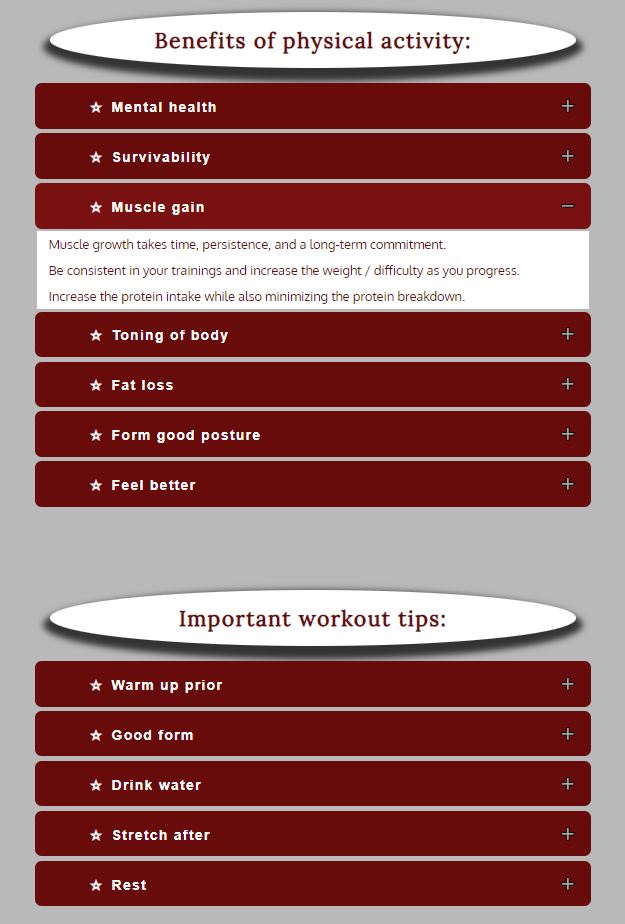 Benefits of physical activity:
☆ Mental health
☆ Survivability
☆ Muscle gain
Muscle growth takes time, persistence, and a long-term commitment.
Be consistent in your trainings and increase the weight / difficulty as you progress.
Increase the protein intake while also minimizing the protein breakdown.
☆ Toning of body
☆ Fat loss
☆ Form good posture
☆ Feel better
Important workout tips:
☆ Warm up prior
☆ Good form
☆ Drink water
☆ Stretch after
☆ Rest